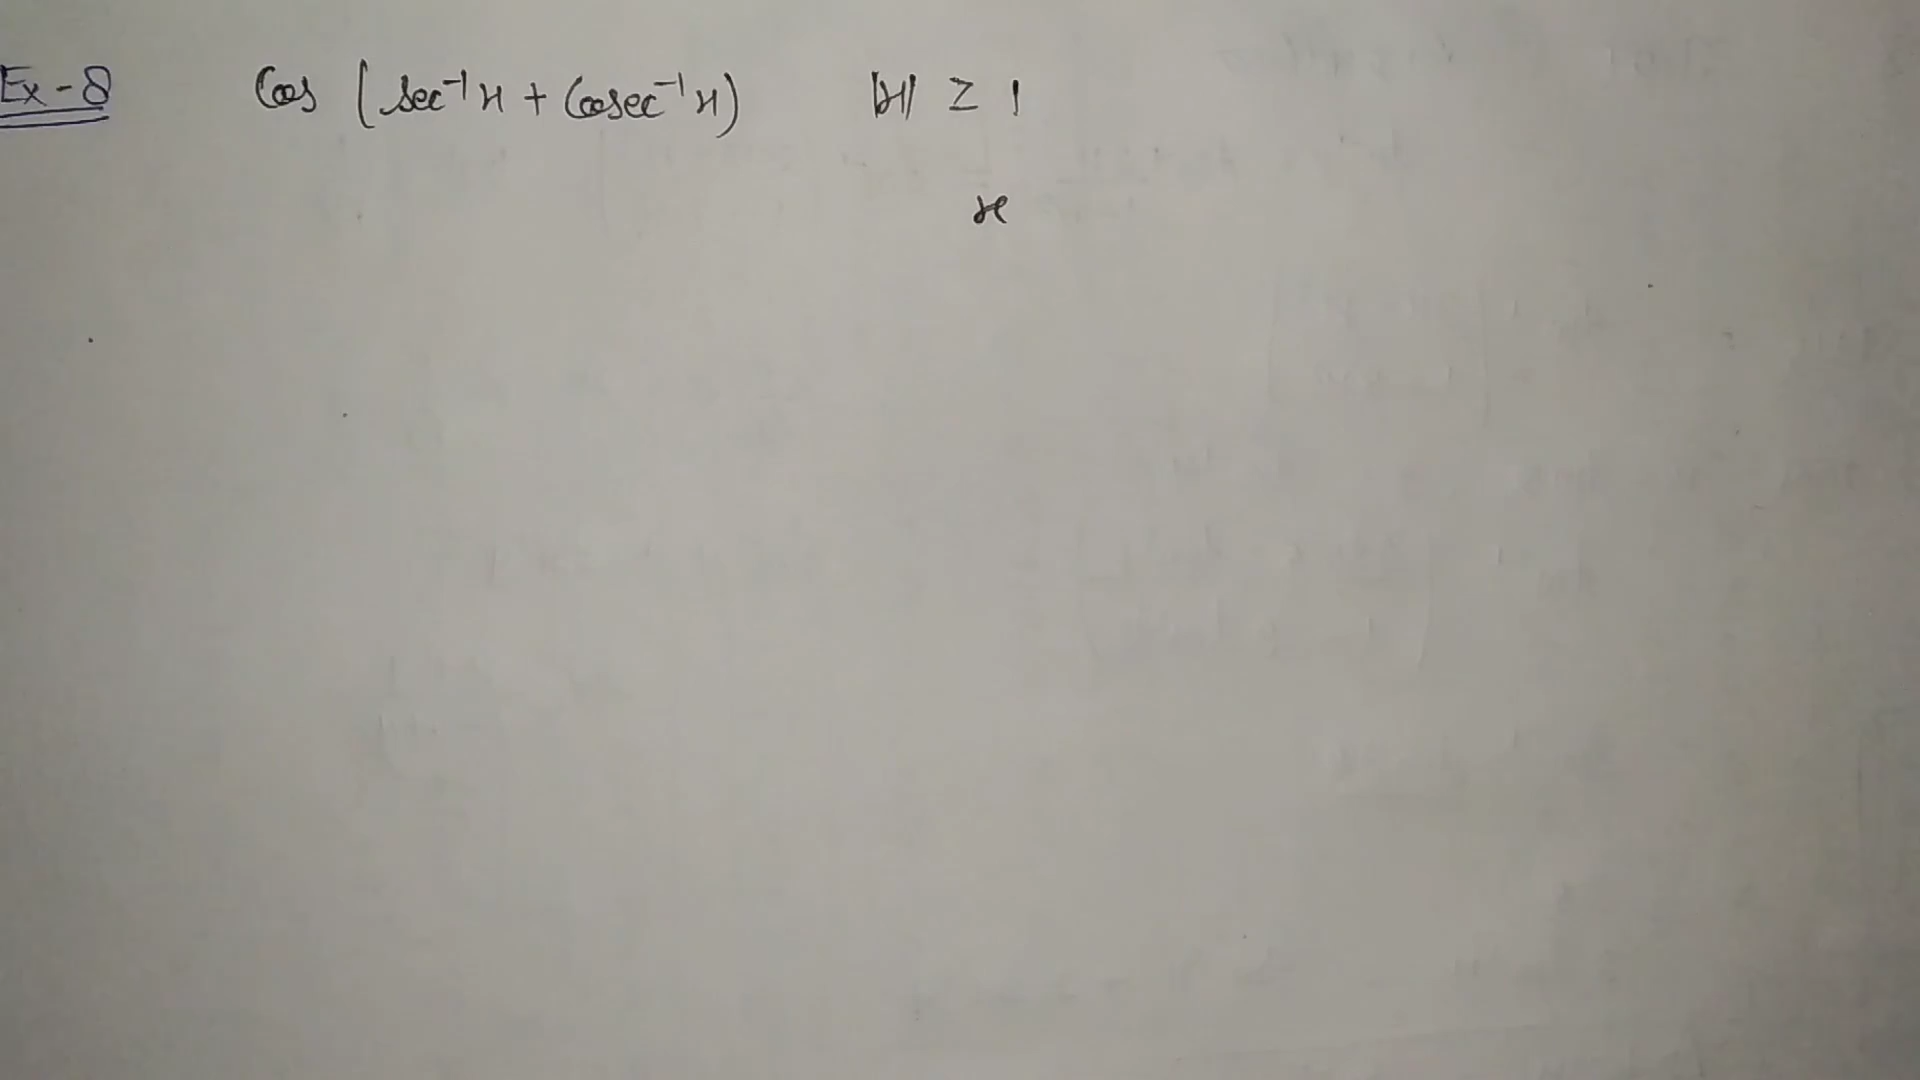 Ex-8 Cos (sec⁻¹x + Cosec⁻¹x) |x| ≥ 1
x